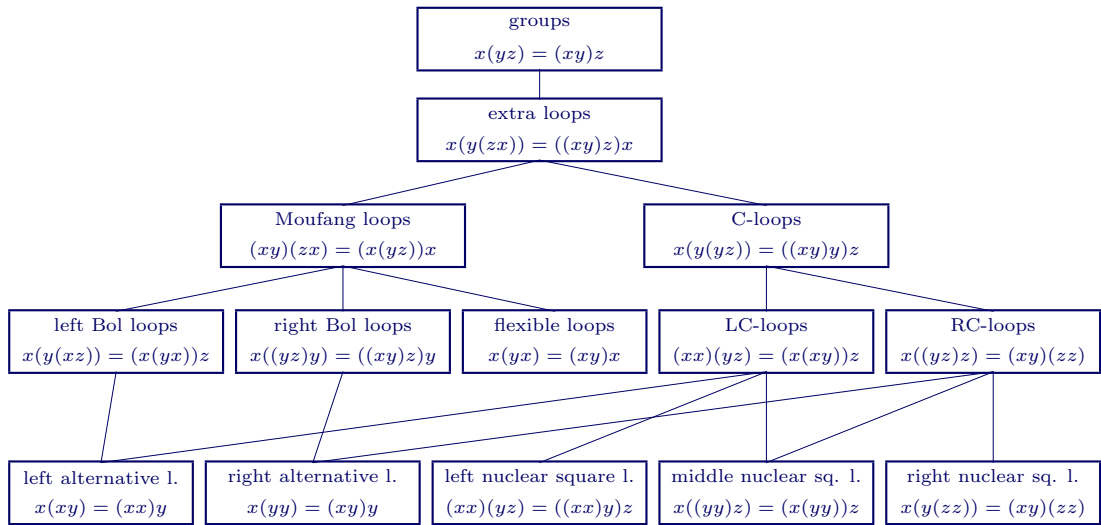 groups
x(yz) = (xy)z
extra loops
x(y(zx)) = ((xy)z)x
Moufang loops
(xy)(zx) = (x(yz))x
C-loops
x(y(yz)) = ((xy)y)z
left Bol loops
x(y(xz)) = (x(yx))z
right Bol loops
x((yz)y) = ((xy)z)y
flexible loops
x(yx) = (xy)x
LC-loops
(xx)(yz) = (x(xy))z
RC-loops
x((yz)z) = (xy)(zz)
left alternative l.
x(xy) = (xx)y
right alternative l.
x(yy) = (xy)y
left nuclear square l.
(xx)(yz) = ((xx)y)z
middle nuclear sq. l.
x((yy)z) = (x(yy))z
right nuclear sq. l.
x(y(zz)) = (xy)(zz)